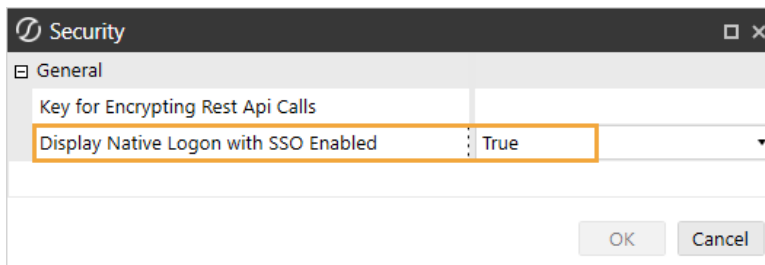 Security
General
Key for Encrypting Rest Api Calls
Display Native Logon with SSO Enabled True
OK Cancel